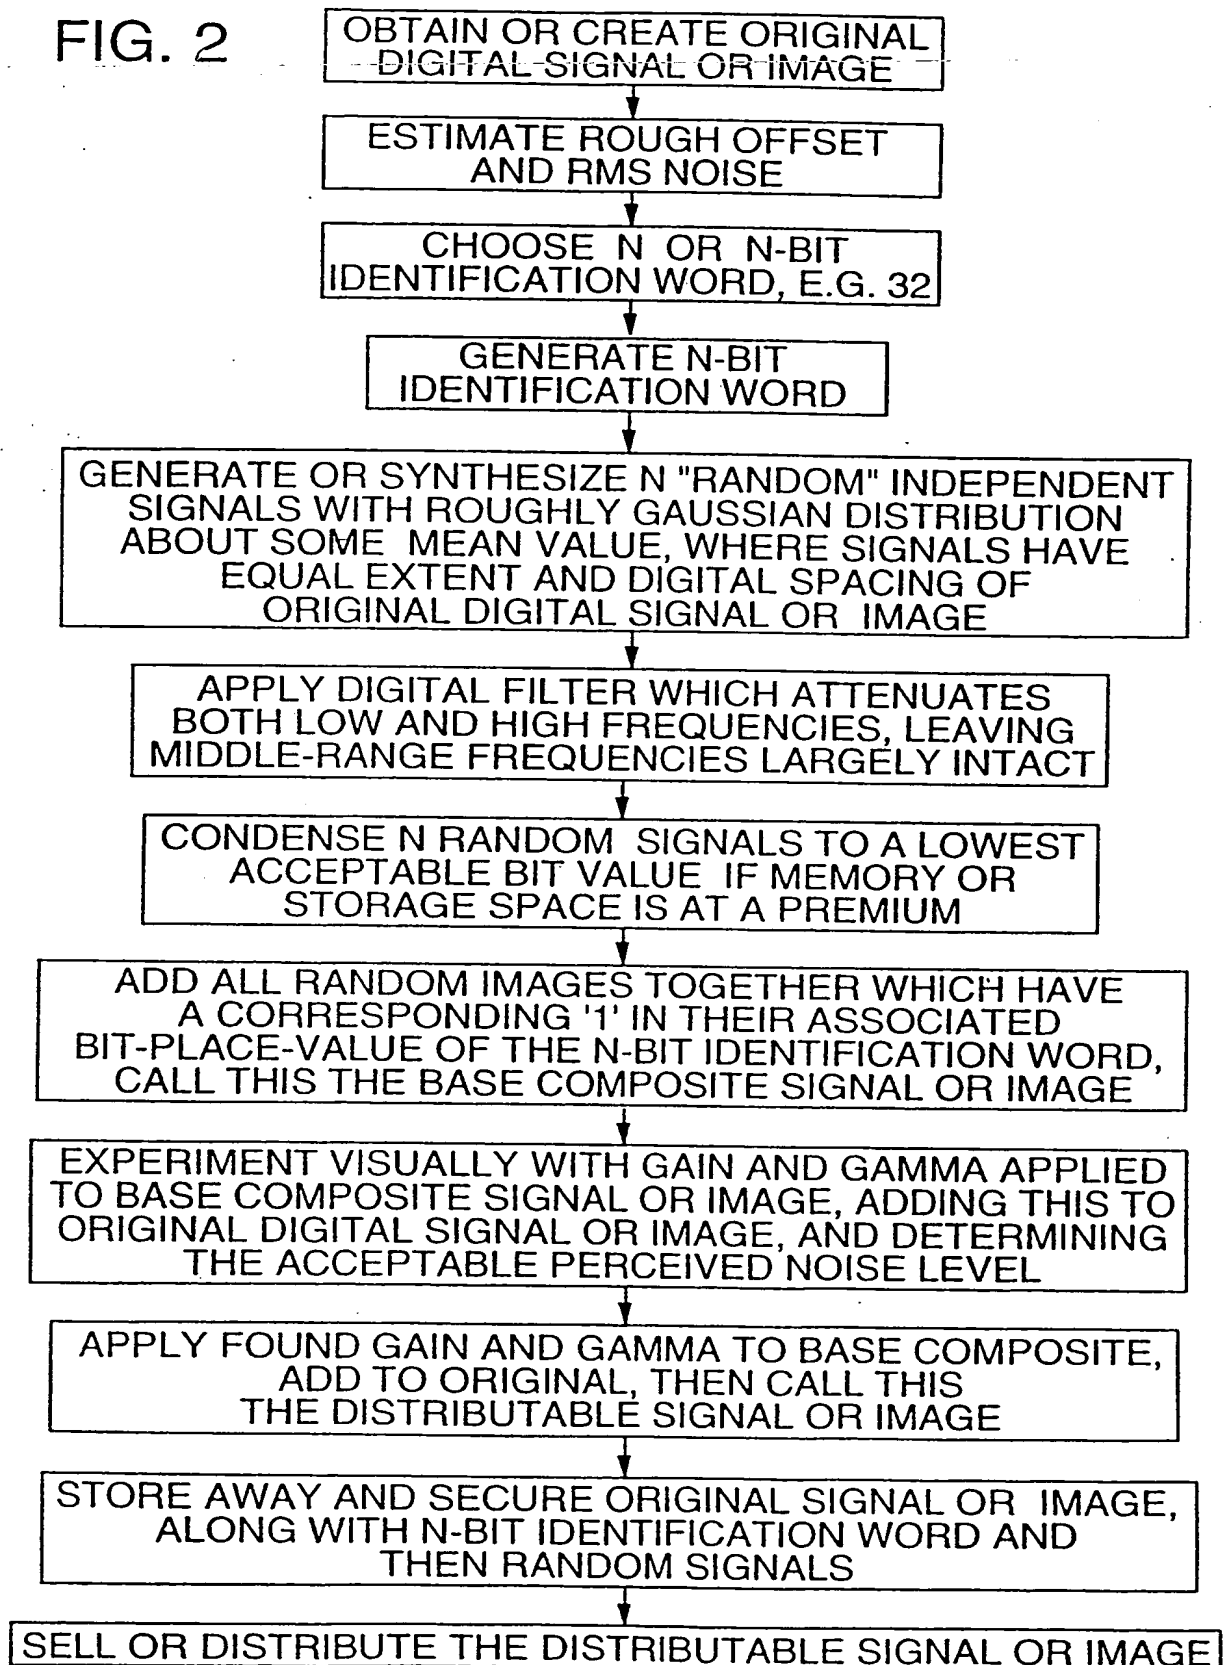 FIG. 2
OBTAIN OR CREATE ORIGINAL
DIGITAL SIGNAL OR IMAGE
ESTIMATE ROUGH OFFSET
AND RMS NOISE
CHOOSE N OR N-BIT
IDENTIFICATION WORD, E.G. 32
GENERATE N-BIT
IDENTIFICATION WORD
GENERATE OR SYNTHESIZE N "RANDOM" INDEPENDENT
SIGNALS WITH ROUGHLY GAUSSIAN DISTRIBUTION
ABOUT SOME MEAN VALUE, WHERE SIGNALS HAVE
EQUAL EXTENT AND DIGITAL SPACING OF
ORIGINAL DIGITAL SIGNAL OR IMAGE
APPLY DIGITAL FILTER WHICH ATTENUATES
BOTH LOW AND HIGH FREQUENCIES, LEAVING
MIDDLE-RANGE FREQUENCIES LARGELY INTACT
CONDENSE N RANDOM SIGNALS TO A LOWEST
ACCEPTABLE BIT VALUE IF MEMORY OR
STORAGE SPACE IS AT A PREMIUM
ADD ALL RANDOM IMAGES TOGETHER WHICH HAVE
A CORRESPONDING '1' IN THEIR ASSOCIATED
BIT-PLACE-VALUE OF THE N-BIT IDENTIFICATION WORD,
CALL THIS THE BASE COMPOSITE SIGNAL OR IMAGE
EXPERIMENT VISUALLY WITH GAIN AND GAMMA APPLIED
TO BASE COMPOSITE SIGNAL OR IMAGE, ADDING THIS TO
ORIGINAL DIGITAL SIGNAL OR IMAGE, AND DETERMINING
THE ACCEPTABLE PERCEIVED NOISE LEVEL
APPLY FOUND GAIN AND GAMMA TO BASE COMPOSITE,
ADD TO ORIGINAL, THEN CALL THIS
THE DISTRIBUTABLE SIGNAL OR IMAGE
STORE AWAY AND SECURE ORIGINAL SIGNAL OR IMAGE,
ALONG WITH N-BIT IDENTIFICATION WORD AND
THEN RANDOM SIGNALS
SELL OR DISTRIBUTE THE DISTRIBUTABLE SIGNAL OR IMAGE